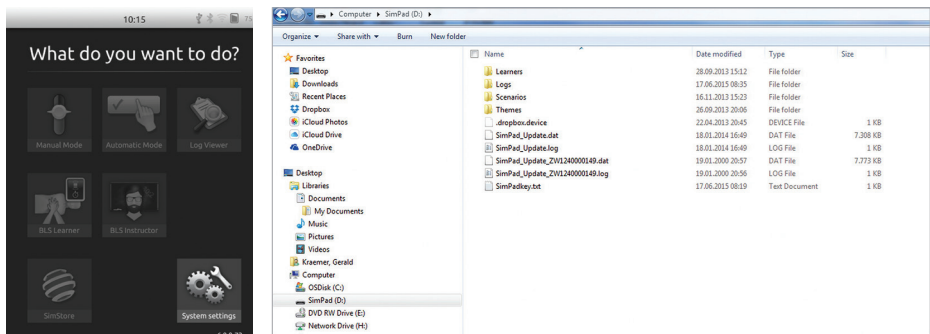 10:15
75
What do you want to do?
Manual Mode
Automatic Mode
Log Viewer
BLS Learner
BLS Instructor
SimStore
System settings
Computer ▸ SimPad (D:) ▸
Organize ▾ Share with ▾ Burn New folder
Favorites
Desktop
Downloads
Recent Places
Dropbox
iCloud Photos
iCloud Drive
OneDrive
Desktop
Libraries
Documents
My Documents
Music
Pictures
Videos
Kraemer, Gerald
Computer
OSDisk (C:)
SimPad (D:)
DVD RW Drive (E:)
Network Drive (H:)
Name Date modified Type Size
Learners 28.09.2013 15:12 File folder
Logs 17.06.2015 08:35 File folder
Scenarios 16.11.2013 15:23 File folder
Themes 26.09.2013 20:06 File folder
.dropbox.device 22.04.2013 20:45 DEVICE File 1 KB
SimPad_Update.dat 18.01.2014 16:49 DAT File 7.308 KB
SimPad_Update.log 18.01.2014 16:49 LOG File 1 KB
SimPad_Update_ZW1240000149.dat 19.01.2000 20:57 DAT File 7.773 KB
SimPad_Update_ZW1240000149.log 19.01.2000 20:56 LOG File 1 KB
SimPadkey.txt 17.06.2015 08:19 Text Document 1 KB